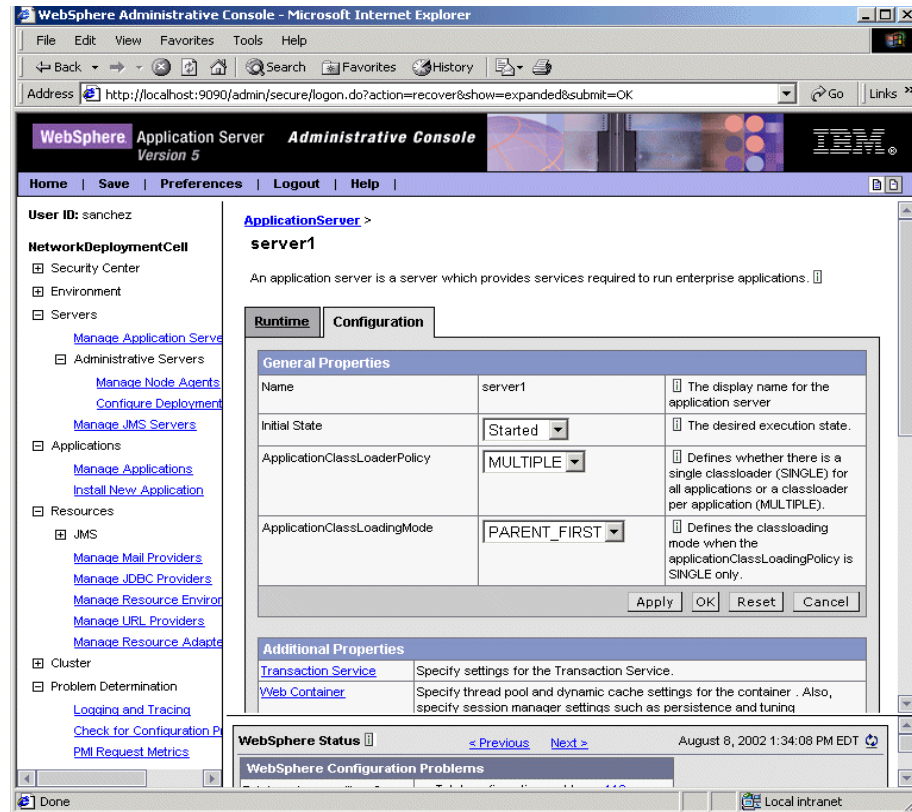 WebSphere Administrative Console - Microsoft Internet Explorer
File Edit View Favorites Tools Help
Back Search Favorites History
Address http://localhost:9090/admin/secure/logon.do?action=recover&show=expanded&submit=OK Go Links »
WebSphere. Application Server Administrative Console
Version 5
IBM®
Home | Save | Preferences | Logout | Help |
User ID: sanchez
NetworkDeploymentCell
Security Center
Environment
Servers
Manage Application Serve
Administrative Servers
Manage Node Agents
Configure Deployment
Manage JMS Servers
Applications
Manage Applications
Install New Application
Resources
JMS
Manage Mail Providers
Manage JDBC Providers
Manage Resource Environ
Manage URL Providers
Manage Resource Adapte
Cluster
Problem Determination
Logging and Tracing
Check for Configuration P
PMI Request Metrics
ApplicationServer >
server1
An application server is a server which provides services required to run enterprise applications. i
Runtime Configuration
General Properties
Name server1 i The display name for the
application server
Initial State Started i The desired execution state.
ApplicationClassLoaderPolicy MULTIPLE i Defines whether there is a
single classloader (SINGLE) for
all applications or a classloader
per application (MULTIPLE).
ApplicationClassLoadingMode PARENT_FIRST i Defines the classloading
mode when the
applicationClassLoadingPolicy is
SINGLE only.
Apply OK Reset Cancel
Additional Properties
Transaction Service Specify settings for the Transaction Service.
Web Container Specify thread pool and dynamic cache settings for the container . Also,
specify session manager settings such as persistence and tuning
WebSphere Status i < Previous Next > August 8, 2002 1:34:08 PM EDT
WebSphere Configuration Problems
Done Local intranet